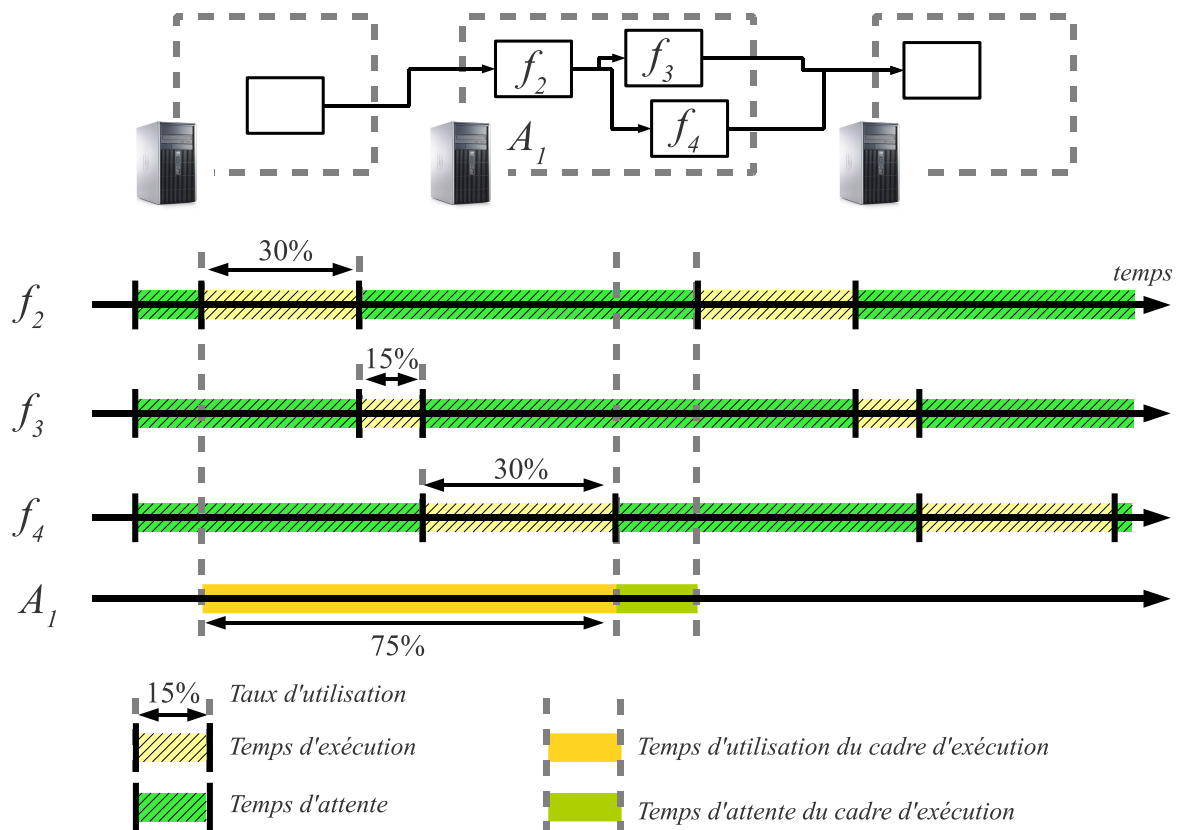 f2
f3
f4
A1
30%
temps
f2
15%
f3
30%
f4
A1
75%
15%
Taux d'utilisation
Temps d'exécution
Temps d'utilisation du cadre d'exécution
Temps d'attente
Temps d'attente du cadre d'exécution